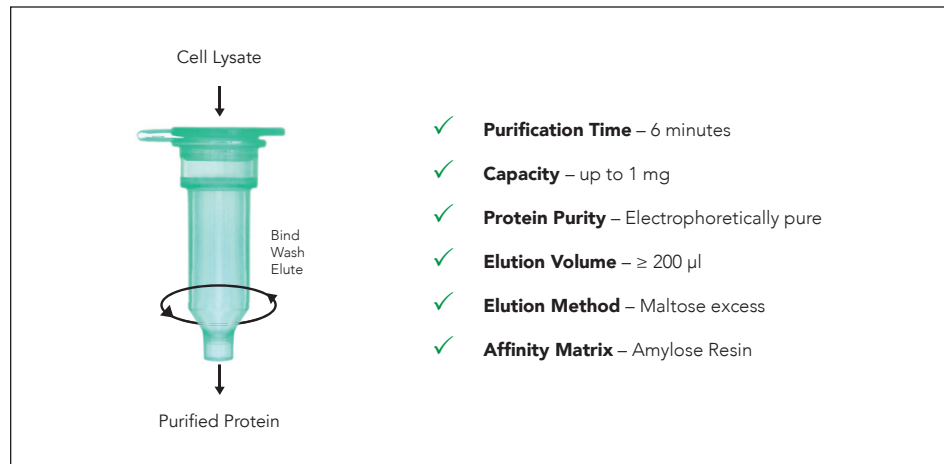 Cell Lysate
Bind
Wash
Elute
Purified Protein
✓ Purification Time – 6 minutes
✓ Capacity – up to 1 mg
✓ Protein Purity – Electrophoretically pure
✓ Elution Volume – ≥ 200 µl
✓ Elution Method – Maltose excess
✓ Affinity Matrix – Amylose Resin